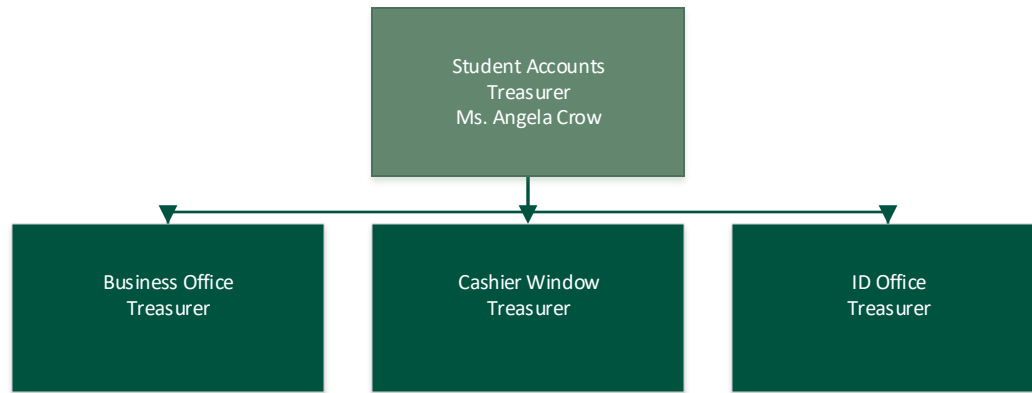 Student Accounts
Treasurer
Ms. Angela Crow
Business Office
Treasurer
Cashier Window
Treasurer
ID Office
Treasurer